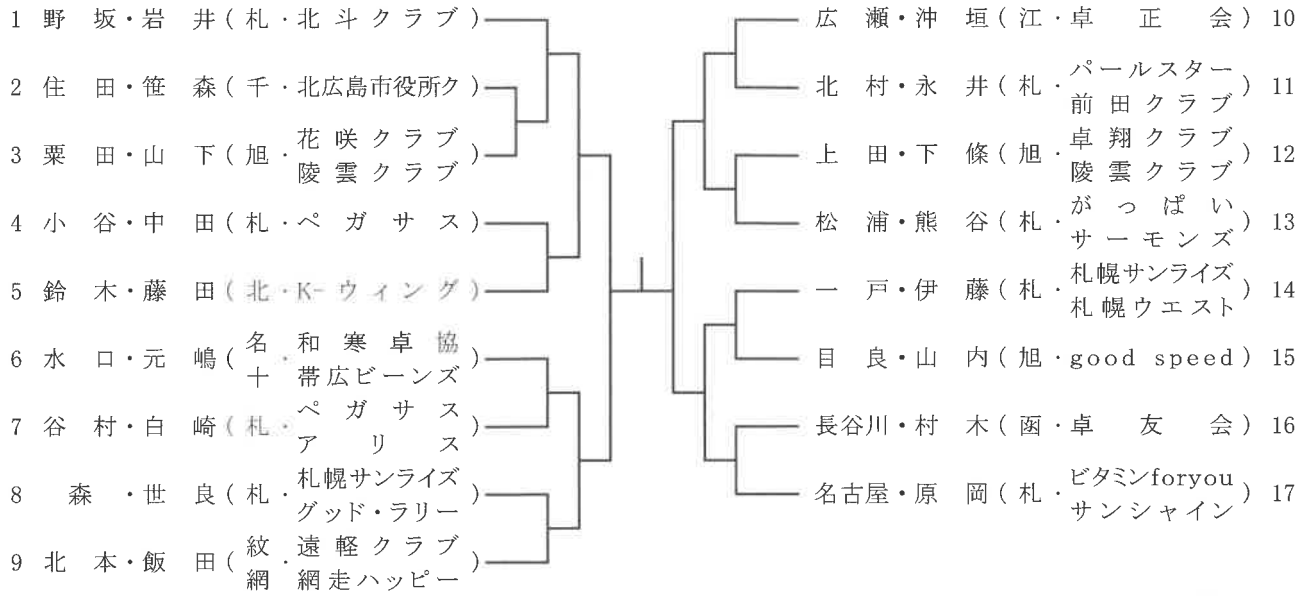 1 野坂・岩井(札・北斗クラブ)
2 住田・笹森(千・北広島市役所ク)
3 粟田・山下(旭・花咲クラブ
陵雲クラブ)
4 小谷・中田(札・ペガサス)
5 鈴木・藤田(北・K-ウィング)
6 水口・元嶋(名・和寒卓協
十 帯広ビーンズ)
7 谷村・白崎(札・ペガサス
アリス)
8 森・世良(札・札幌サンライズ
グッド・ラリー)
9 北本・飯田(紋・遠軽クラブ
網 網走ハッピー)
広瀬・沖垣(江・卓正会) 10
北村・永井(札・パールスター
前田クラブ) 11
上田・下條(旭・卓翔クラブ
陵雲クラブ) 12
松浦・熊谷(札・がっぱい
サーモンズ) 13
一戸・伊藤(札・札幌サンライズ
札幌ウエスト) 14
目良・山内(旭・good speed) 15
長谷川・村木(函・卓友会) 16
名古屋・原岡(札・ビタミンforyou
サンシャイン) 17